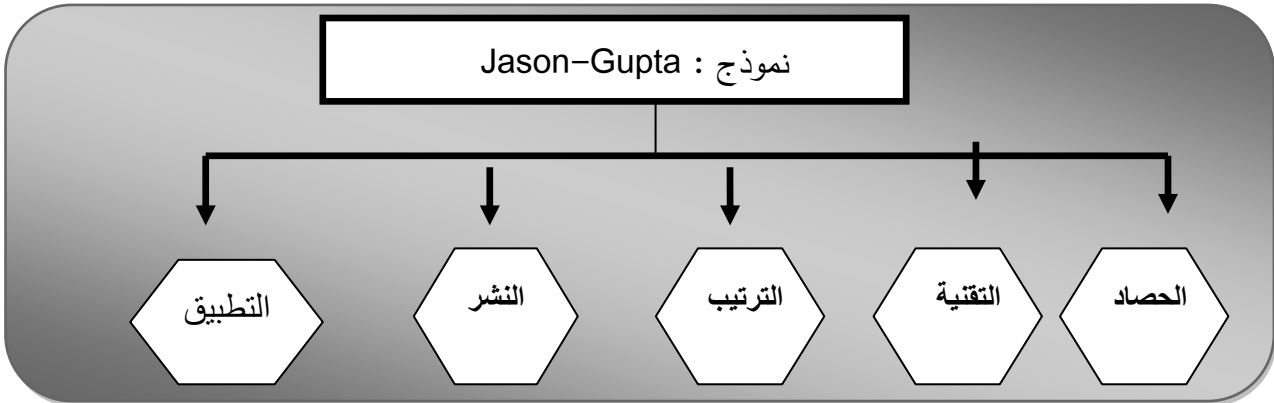 نموذج : Jason-Gupta
الحصاد
التقنية
الترتيب
النشر
التطبيق